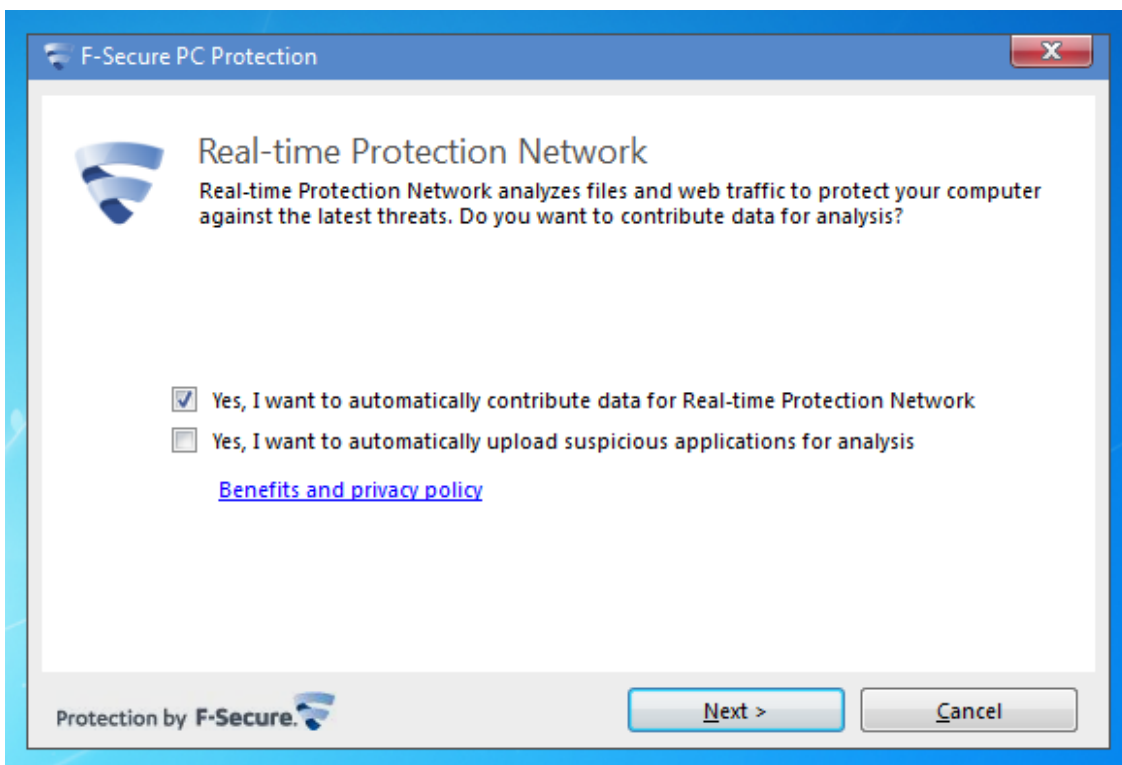 F-Secure PC Protection
Real-time Protection Network
Real-time Protection Network analyzes files and web traffic to protect your computer
against the latest threats. Do you want to contribute data for analysis?
Yes, I want to automatically contribute data for Real-time Protection Network
Yes, I want to automatically upload suspicious applications for analysis
Benefits and privacy policy
Protection by F-Secure.
Next >
Cancel